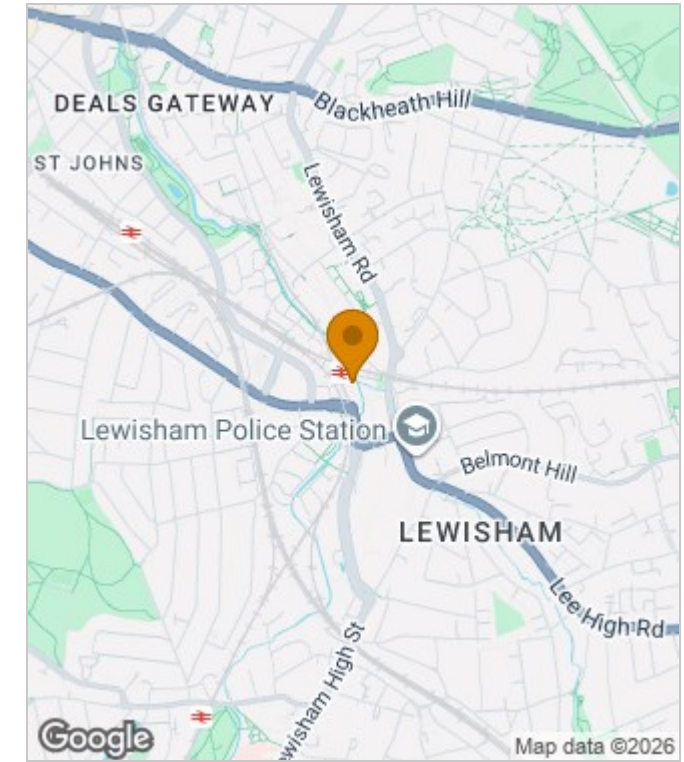 DEALS GATEWAY
Blackheath Hill
ST JOHNS
Lewisham Rd
Lewisham Police Station
Belmont Hill
LEWISHAM
Lee High Rd
ewisham High St
Google
Map data ©2026